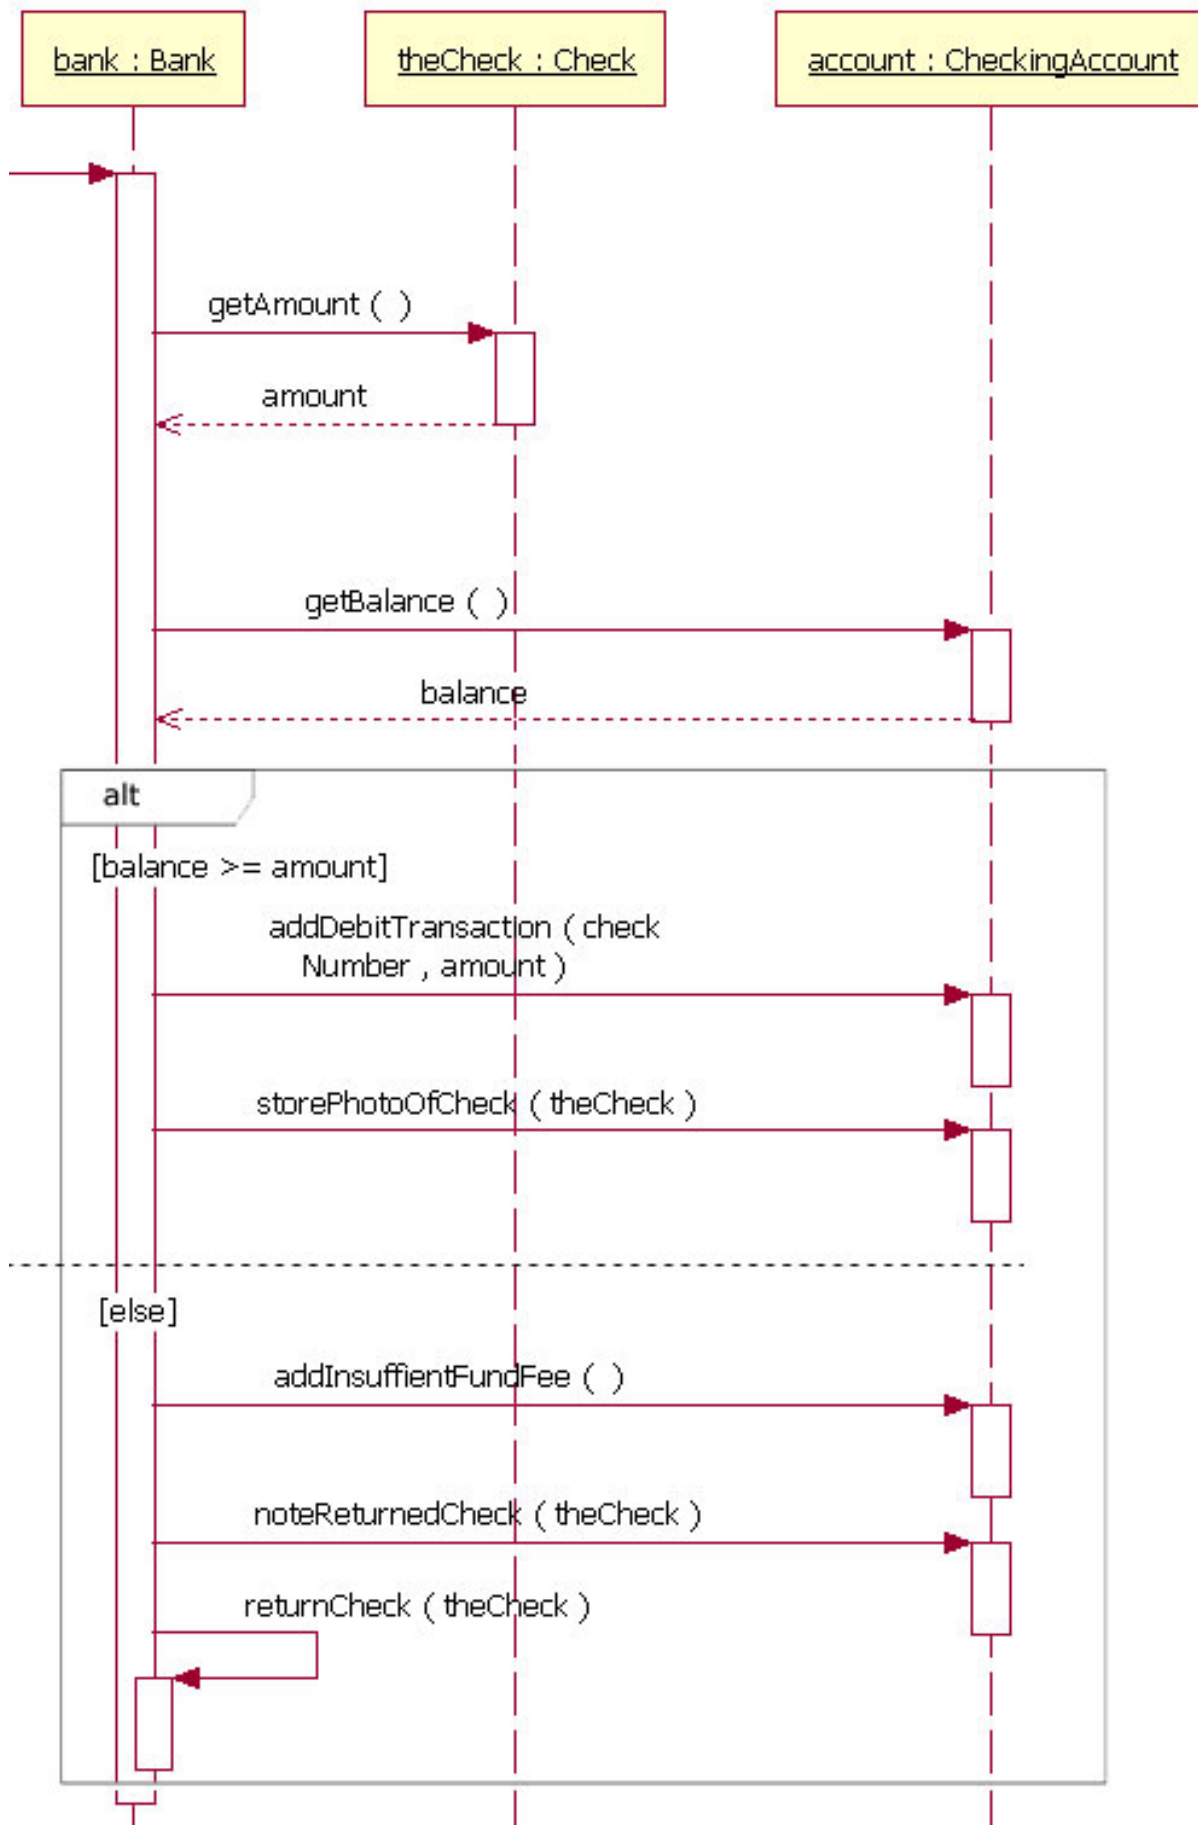 bank : Bank
theCheck : Check
account : CheckingAccount
getAmount ( )
amount
getBalance ( )
balance
alt
[balance >= amount]
addDebitTransaction ( check
Number , amount )
storePhotoOfCheck ( theCheck )
[else]
addInsuffientFundFee ( )
noteReturnedCheck ( theCheck )
returnCheck ( theCheck )